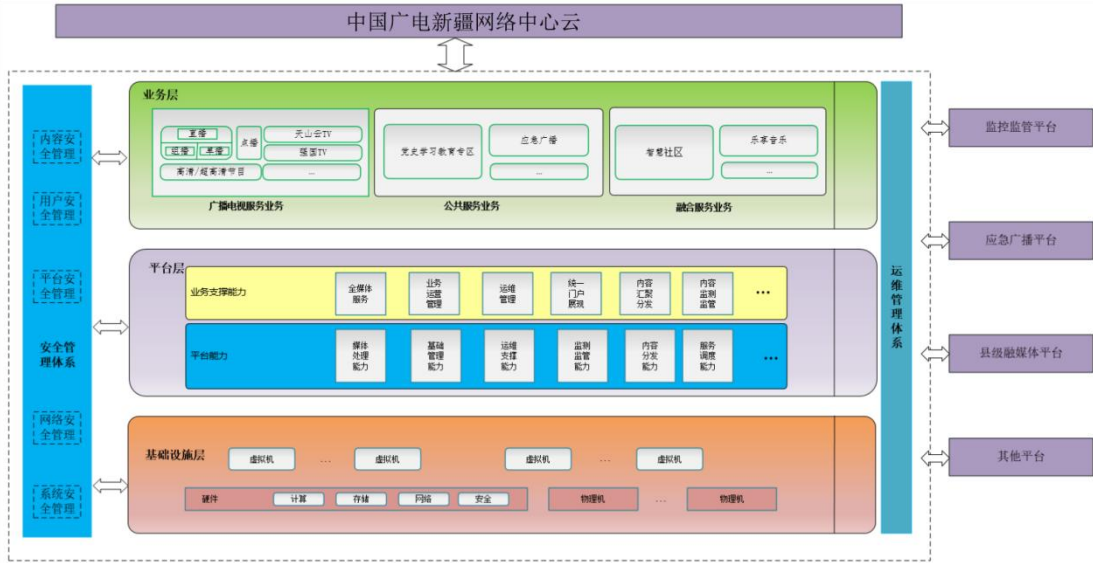 中国广电新疆网络中心云
内容安
全管理
用户安
全管理
平台安
全管理
安全管
理体系
网络安
全管理
系统安
全管理
业务层
直播
组播
单播
点播
高清/超高清节目
天山云TV
强国TV
...
广播电视服务业务
党史学习教育专区
应急广播
...
公共服务业务
智慧社区
乐享音乐
...
融合服务业务
平台层
业务支撑能力
全媒体
服务
业务
运营
管理
运维
管理
统一
门户
展现
内容
汇聚
分发
内容
监测
监管
...
平台能力
媒体
处理
能力
基础
管理
能力
运维
支撑
能力
监测
监管
能力
内容
分发
能力
服务
调度
能力
...
基础设施层
虚拟机
...
虚拟机
虚拟机
...
虚拟机
硬件
计算
存储
网络
安全
物理机
...
物理机
运维管理体系
监控监管平台
应急广播平台
县级融媒体平台
其他平台